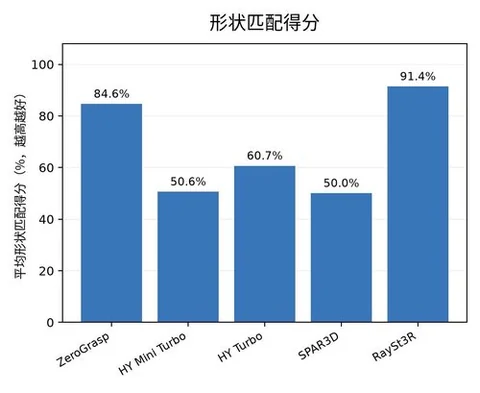 形状匹配得分
平均形状匹配得分（%，越高越好）
100
80
60
40
20
0
84.6%
50.6%
60.7%
50.0%
91.4%
ZeroGrasp
HY Mini Turbo
HY Turbo
SPAR3D
RaySt3R